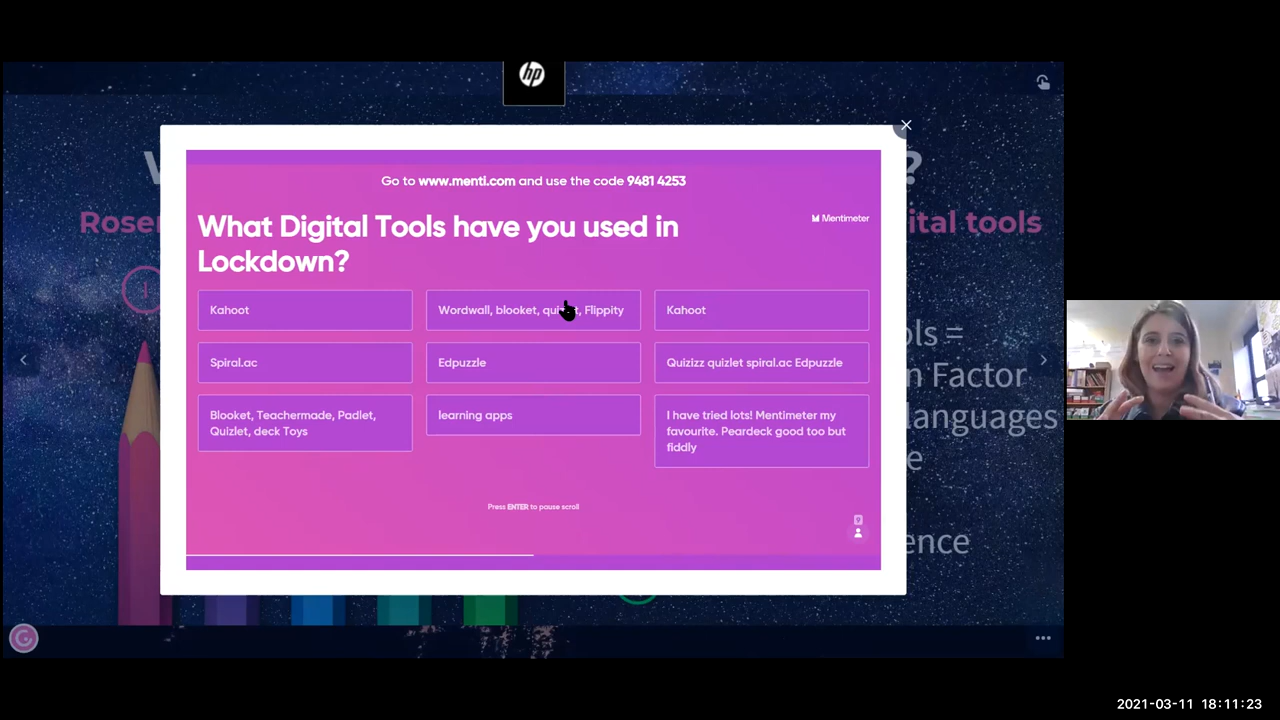 hp
W
?
Rosen
ital tools
Go to www.menti.com and use the code 9481 4253
Mentimeter
What Digital Tools have you used in
Lockdown?
Kahoot
Wordwall, blooket, quizlet, Flippity
Kahoot
Spiral.ac
Edpuzzle
Quizizz quizlet spiral.ac Edpuzzle
Blooket, Teachermade, Padlet,
Quizlet, deck Toys
learning apps
I have tried lots! Mentimeter my
favourite. Peardeck good too but
fiddly
Press ENTER to pause scroll
9
ols =
n Factor
languages
e
ence
2021-03-11 18:11:23